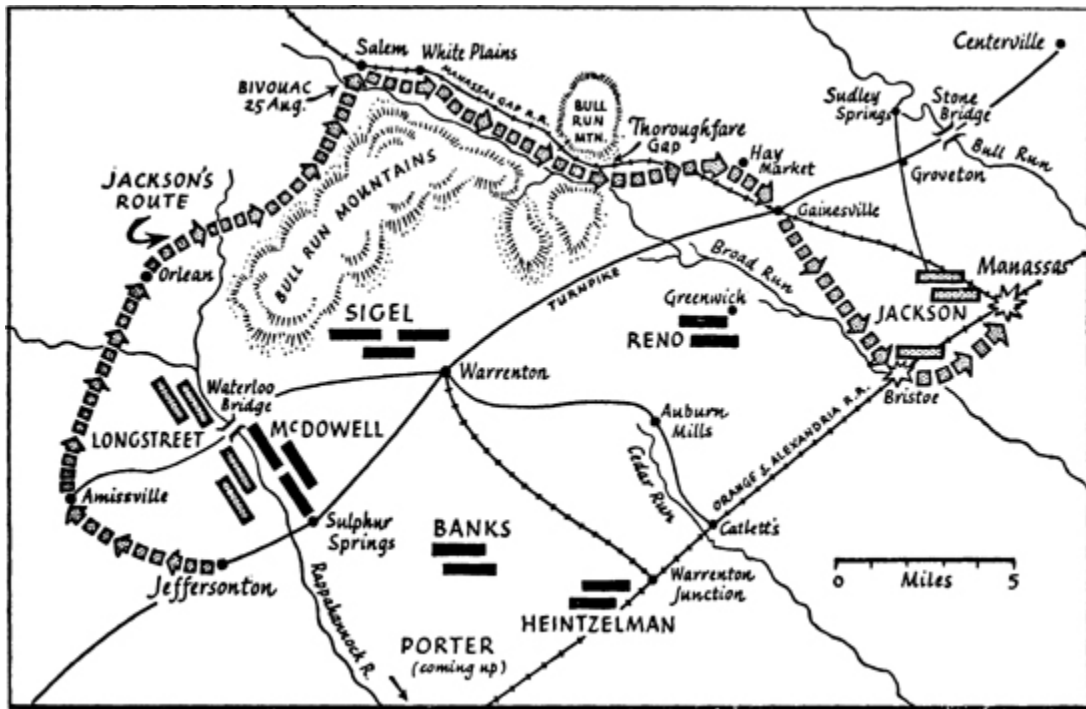 Salem
White Plains
MANASSAS GAP R.R.
BIVOUAC
25 Aug.
BULL
RUN
MTN.
Thoroughfare
Gap
Hay
Market
Centerville
Sudley
Springs
Stone
Bridge
Bull Run
Groveton
JACKSON'S
ROUTE
BULL RUN MOUNTAINS
Orlean
Gainesville
TURNPIKE
Broad Run
Manassas
JACKSON
Greenwich
RENO
SIGEL
Warrenton
Bristoe
Waterloo
Bridge
LONGSTREET
McDOWELL
Auburn
Mills
Cedar Run
ORANGE & ALEXANDRIA R.R.
Amissville
Sulphur
Springs
BANKS
Catlett's
Jeffersonton
Rappahannock R.
Warrenton
Junction
HEINTZELMAN
PORTER
(coming up)
0 5
Miles